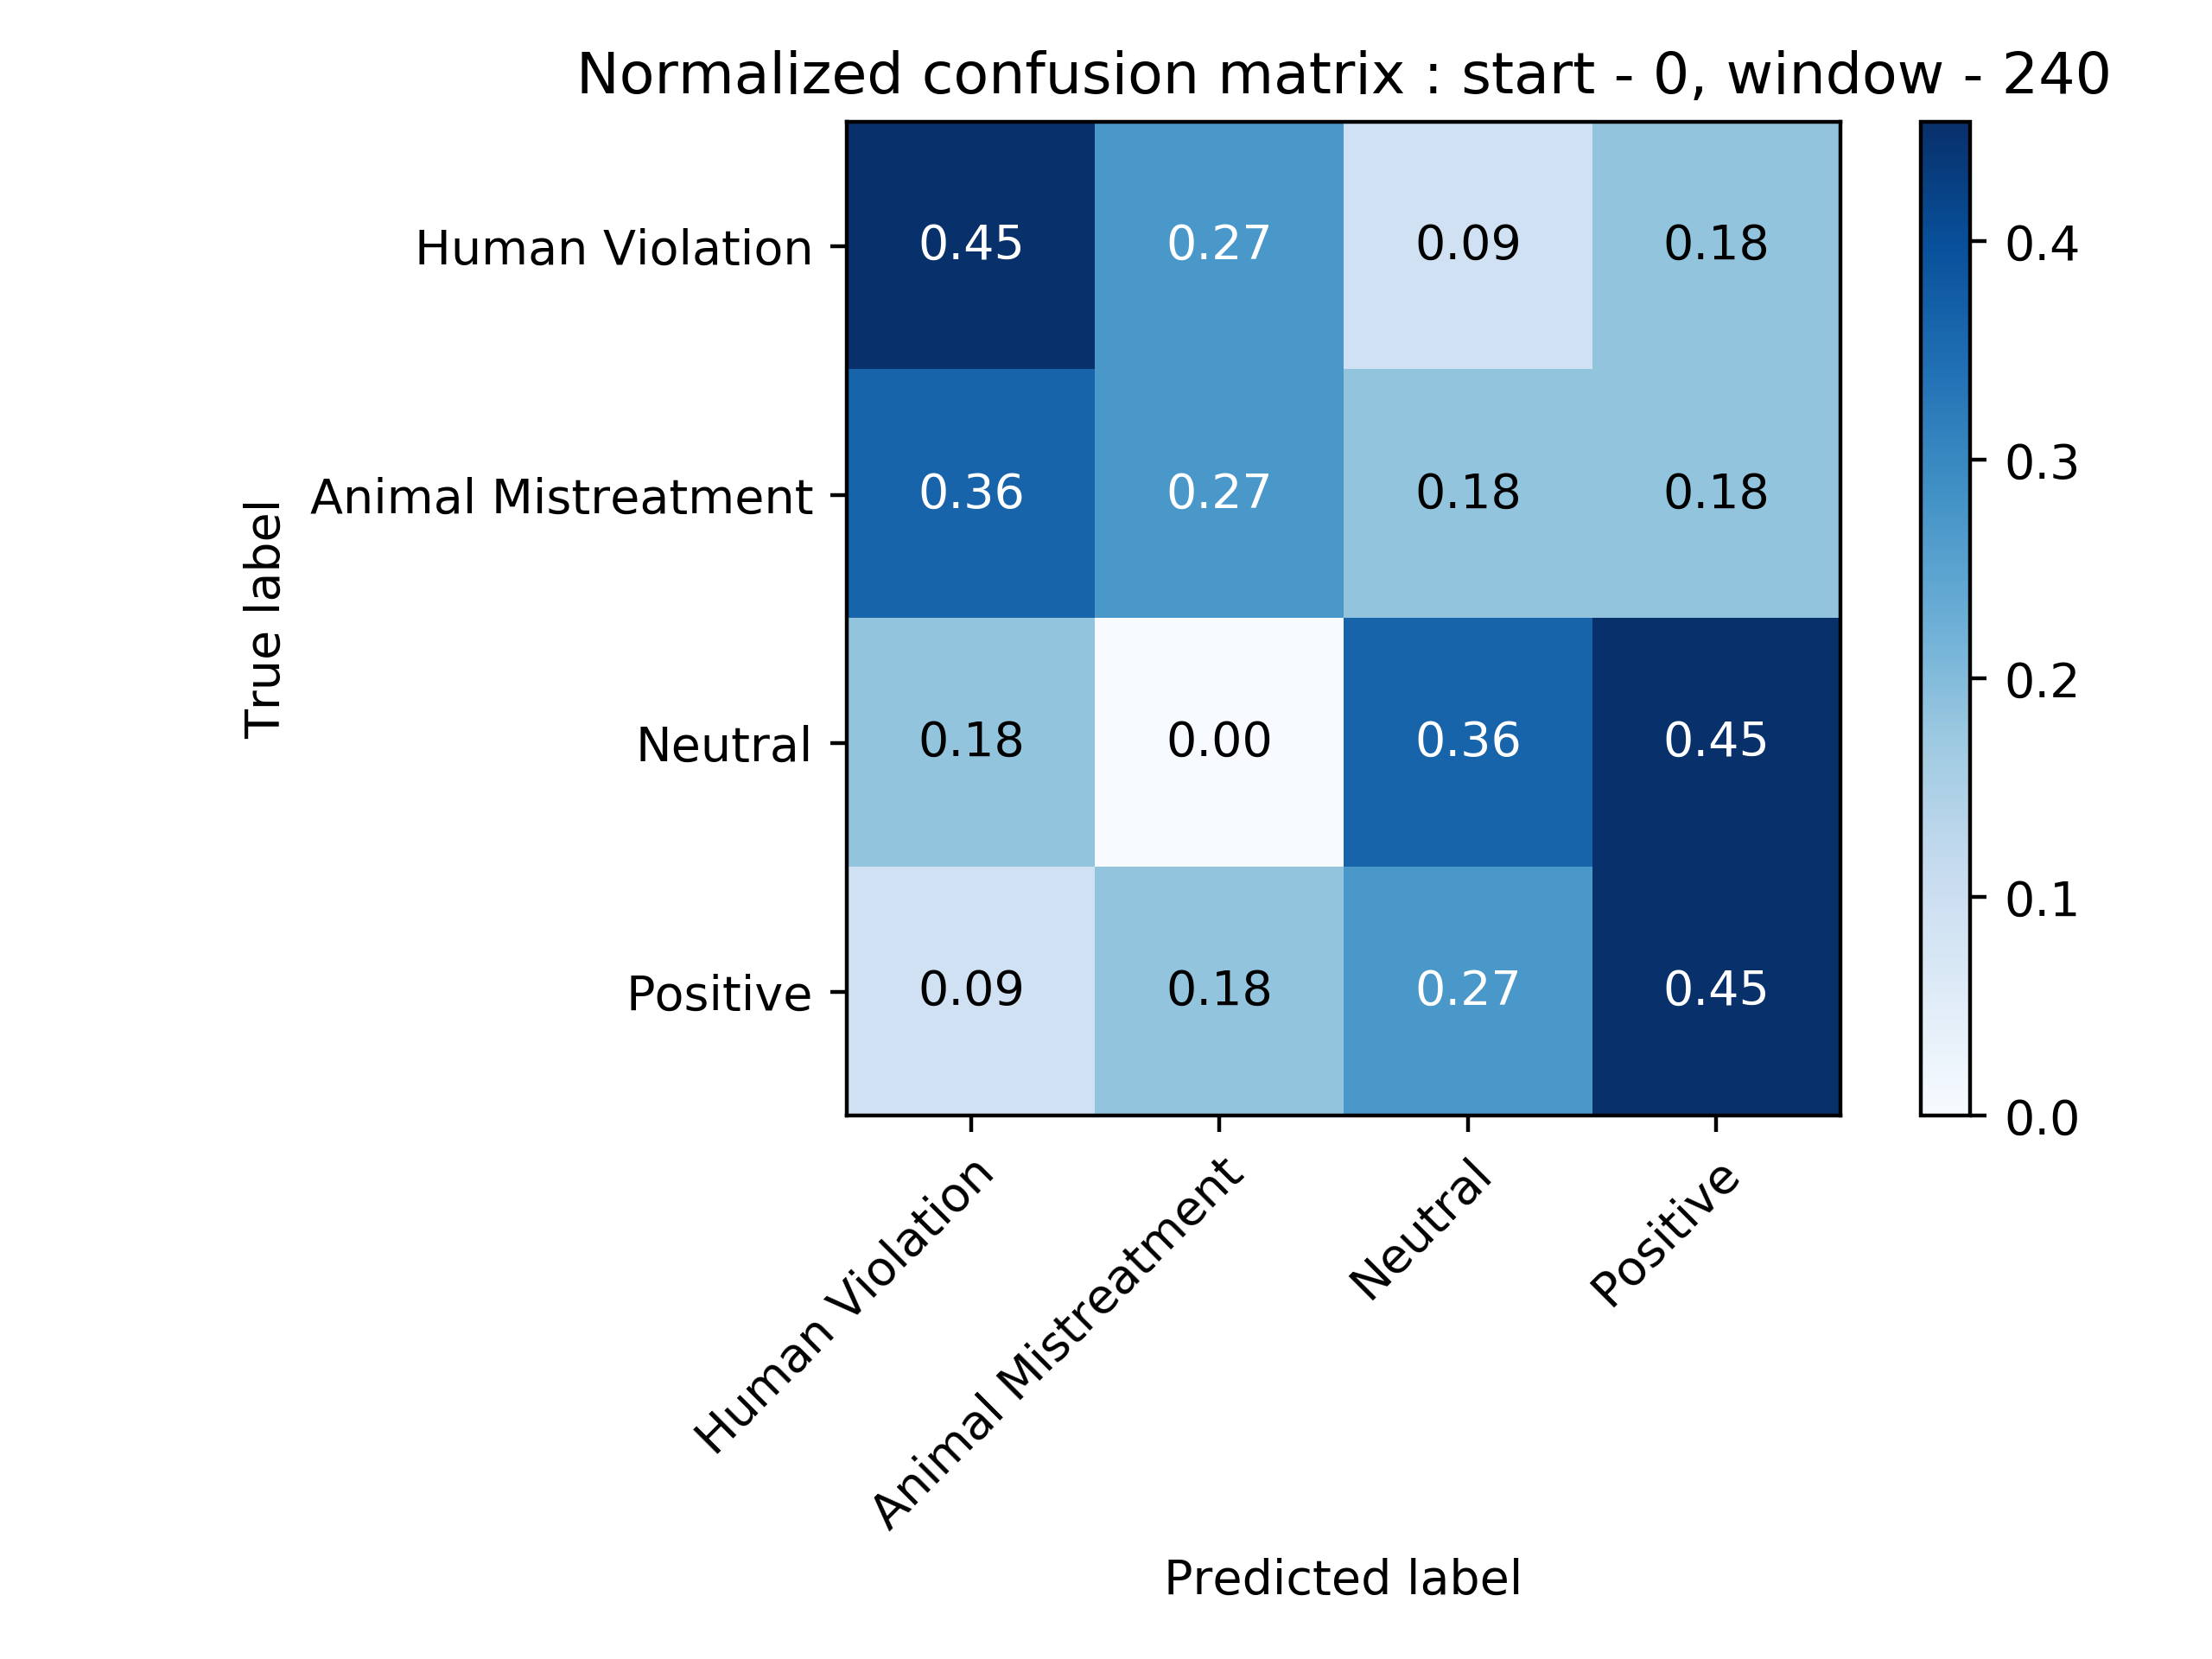 Normalized confusion matrix : start - 0, window - 240
True label
Human Violation
0.45 0.27 0.09 0.18
Animal Mistreatment
0.36 0.27 0.18 0.18
Neutral
0.18 0.00 0.36 0.45
Positive
0.09 0.18 0.27 0.45
Human Violation
Animal Mistreatment
Neutral
Positive
Predicted label
0.4
0.3
0.2
0.1
0.0